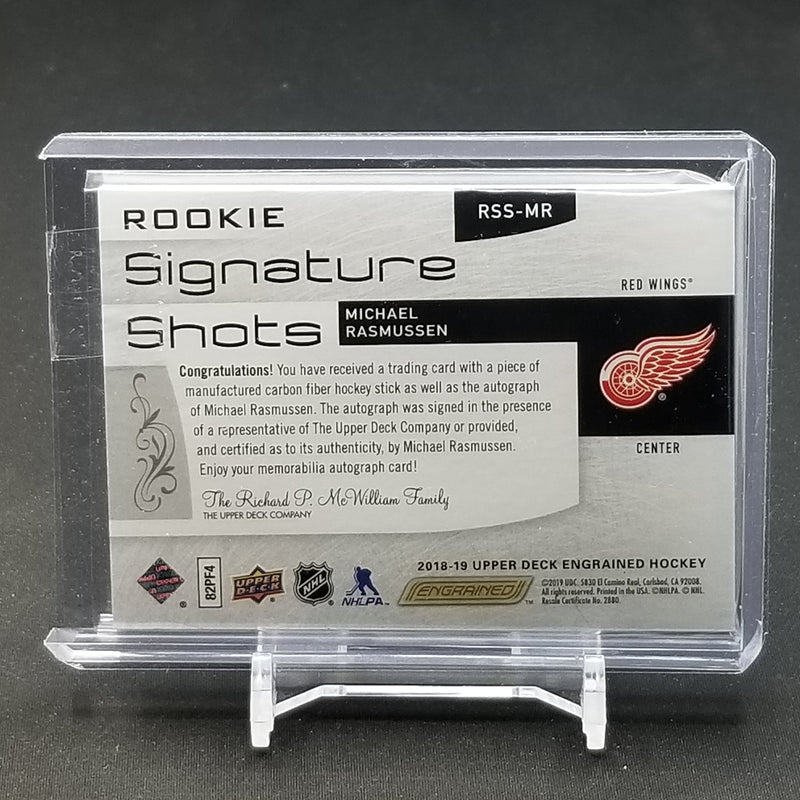 ROOKIE
RSS-MR
Signature
RED WINGS®
Shots
MICHAEL
RASMUSSEN
®
Congratulations! You have received a trading card with a piece of
manufactured carbon fiber hockey stick as well as the autograph
of Michael Rasmussen. The autograph was signed in the presence
of a representative of The Upper Deck Company or provided,
and certified as to its authenticity, by Michael Rasmussen.
Enjoy your memorabilia autograph card!
CENTER
The Richard P. McWilliam Family
THE UPPER DECK COMPANY
2018-19 UPPER DECK ENGRAINED HOCKEY
®
82PF4
UPPER
DECK
NHL
NHLPA™
ENGRAINED™
©2019 UDC. 5830 El Camino Real, Carlsbad, CA 92008.
All rights reserved. Printed in the USA. ©NHLPA. © NHL.
Resale Certificate No. 2880.